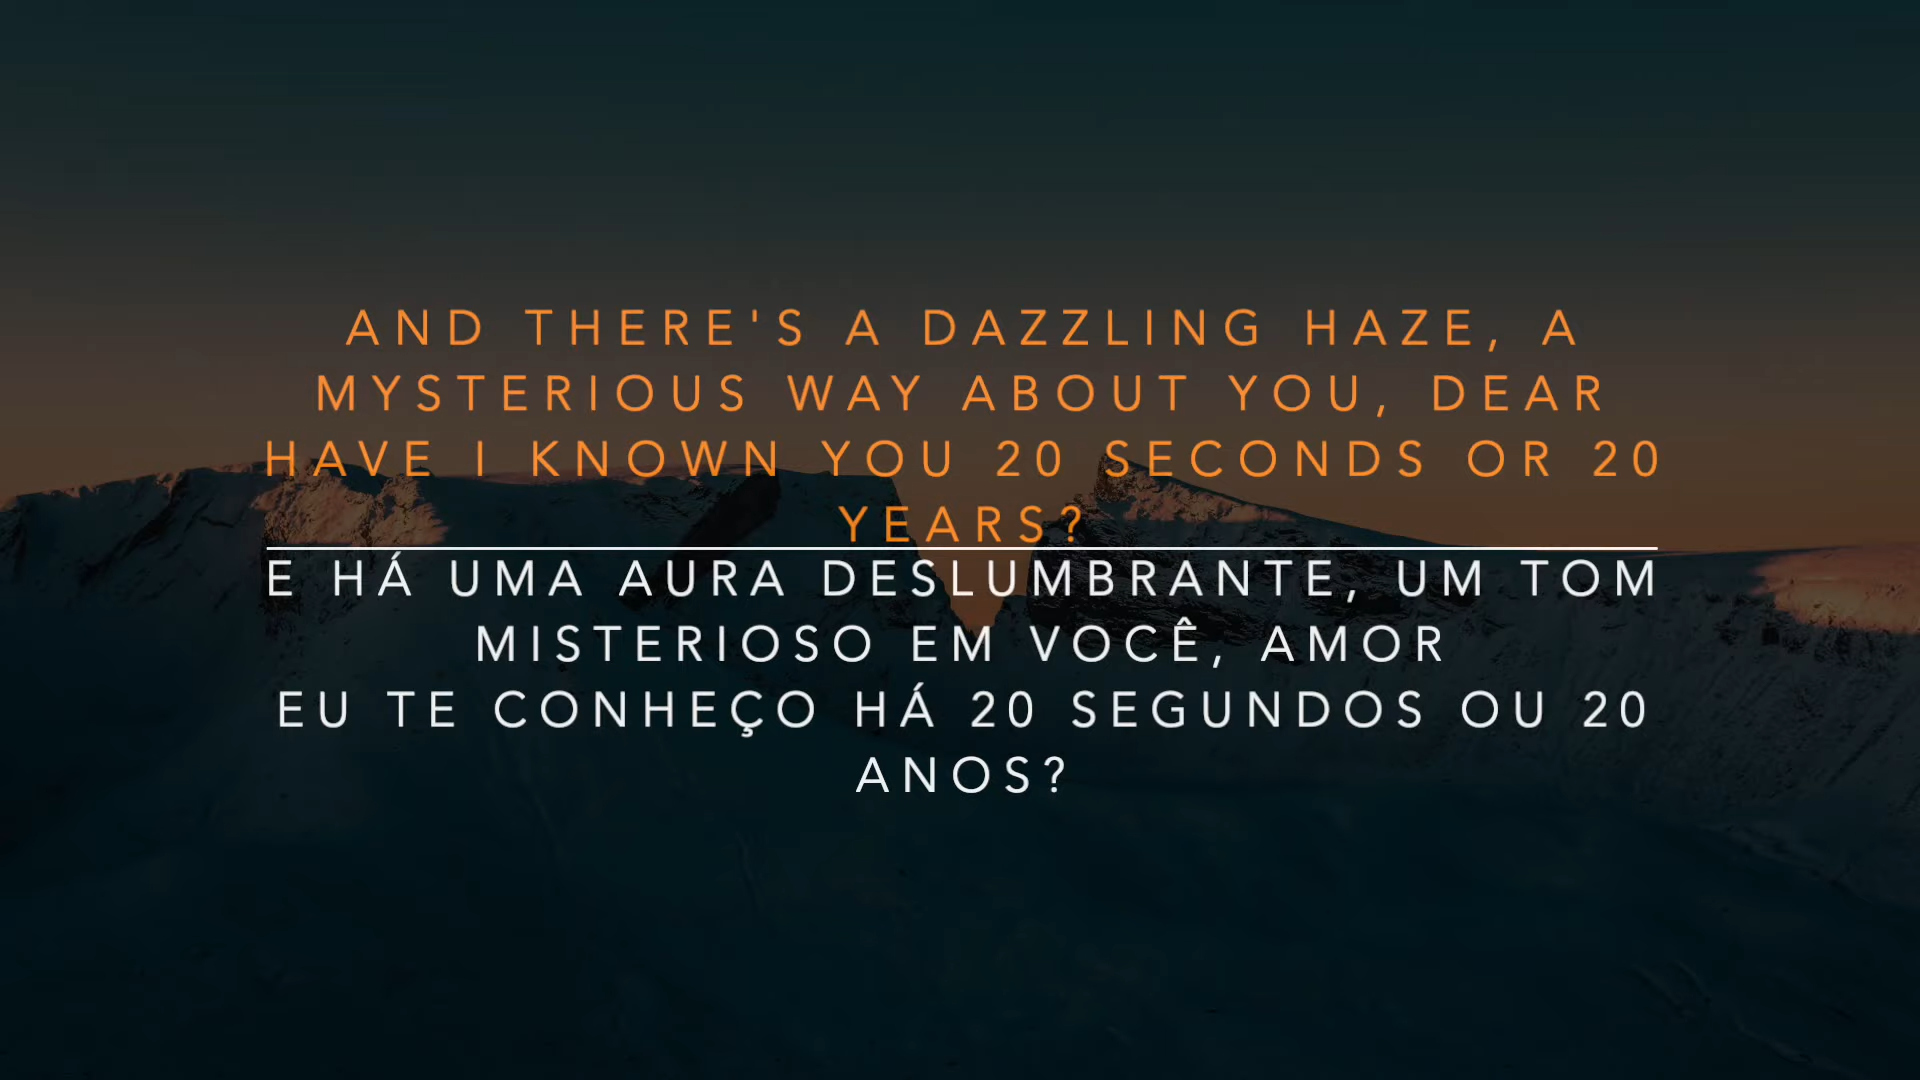 AND THERE'S A DAZZLING HAZE, A
MYSTERIOUS WAY ABOUT YOU, DEAR
HAVE I KNOWN YOU 20 SECONDS OR 20
YEARS?
E HÁ UMA AURA DESLUMBRANTE, UM TOM
MISTERIOSO EM VOCÊ, AMOR
EU TE CONHEÇO HÁ 20 SEGUNDOS OU 20
ANOS?